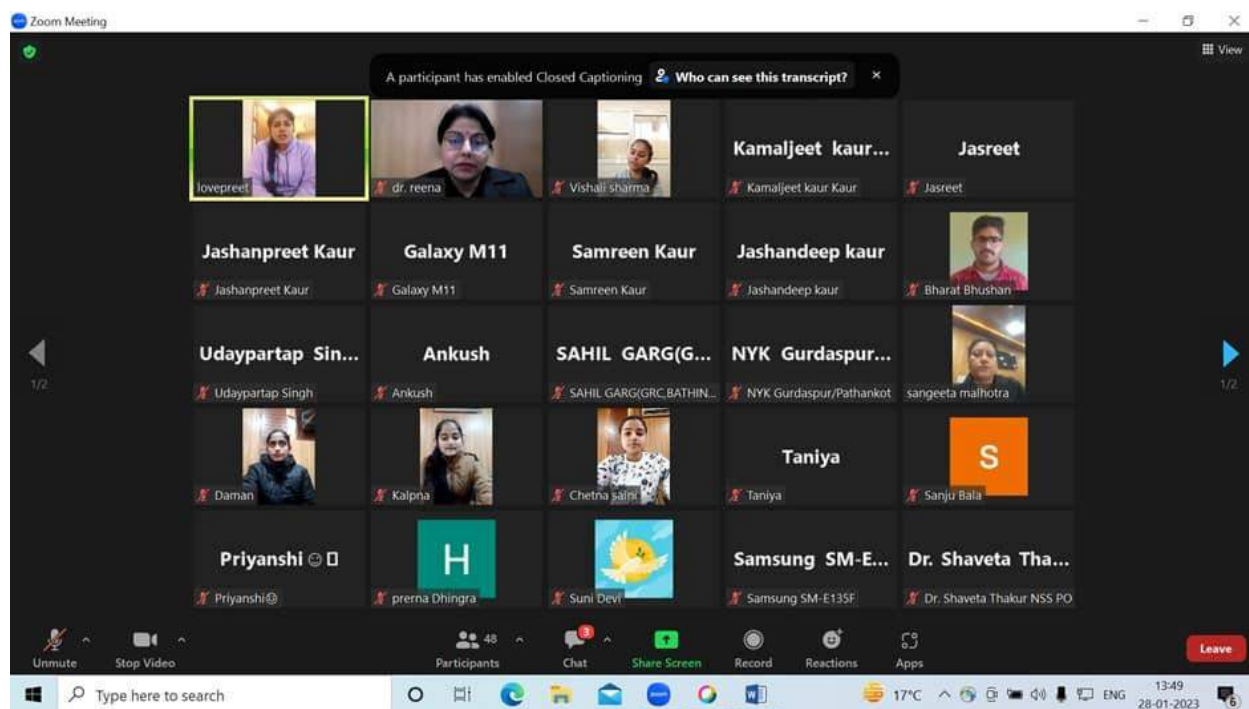 Zoom Meeting
View
A participant has enabled Closed Captioning Who can see this transcript? ×
lovepreet
dr. reena
Vishali sharma
Kamaljeet kaur...
Kamaljeet kaur Kaur
Jasreet
Jasreet
Jashanpreet Kaur
Jashanpreet Kaur
Galaxy M11
Galaxy M11
Samreen Kaur
Samreen Kaur
Jashandeep kaur
Jashandeep kaur
Bharat Bhushan
Udaypartap Sin...
Udaypartap Singh
Ankush
Ankush
SAHIL GARG(G...
SAHIL GARG(GRC,BATHIN...
NYK Gurdaspur...
NYK Gurdaspur/Pathankot
sangeeta malhotra
1/2
1/2
Daman
Kalpna
Chetna saini
Taniya
Taniya
S
Sanju Bala
Priyanshi☺
Priyanshi☺
H
prerna Dhingra
Suni Devi
Samsung SM-E...
Samsung SM-E135F
Dr. Shaveta Tha...
Dr. Shaveta Thakur NSS PO
Unmute
Stop Video
48
Participants
3
Chat
Share Screen
Record
Reactions
Apps
Leave
Type here to search
17°C
ENG
13:49
28-01-2023
6